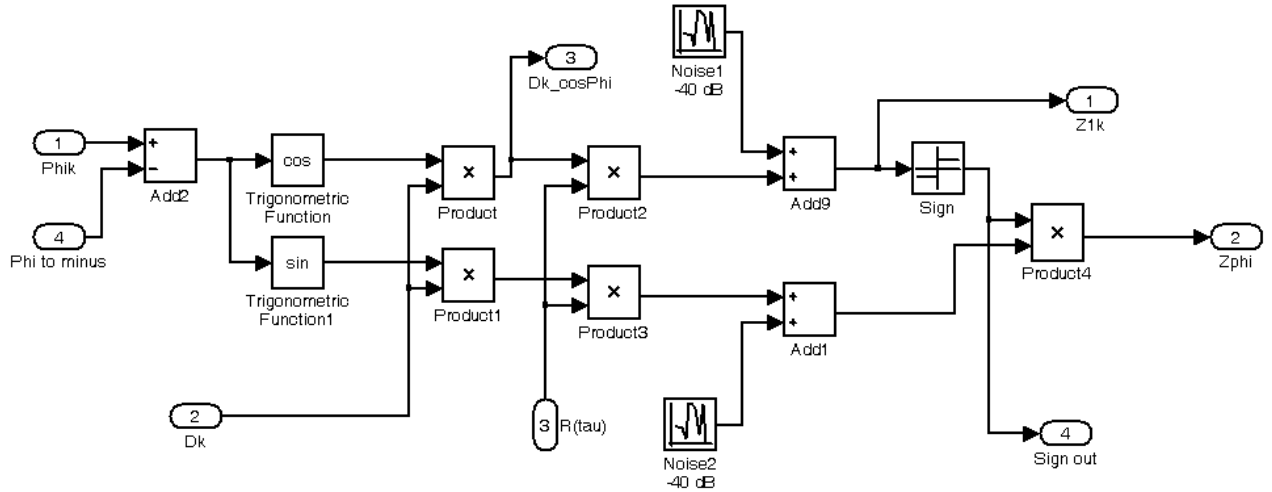 3
Dk_cosPhi
Noise1
-40 dB
1
Z1k
1
Phik
+
−
Add2
cos
Trigonometric
Function
×
Product
×
Product2
+
+
Add9
Sign
4
Phi to minus
sin
Trigonometric
Function1
×
Product1
×
Product3
+
+
Add1
×
Product4
2
Zphi
2
Dk
3
R(tau)
Noise2
-40 dB
4
Sign out